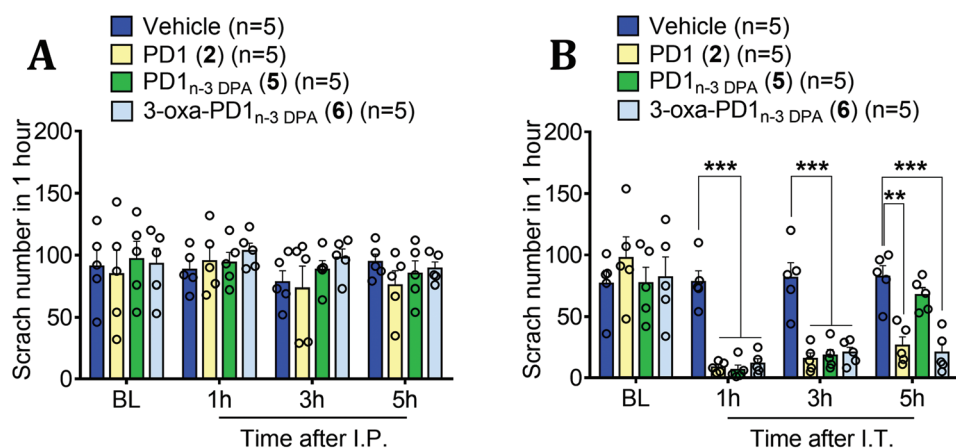 A
Vehicle (n=5)
PD1 (2) (n=5)
PD1n-3 DPA (5) (n=5)
3-oxa-PD1n-3 DPA (6) (n=5)
Scrach number in 1 hour
200
150
100
50
0
BL 1h 3h 5h
Time after I.P.
B
Vehicle (n=5)
PD1 (2) (n=5)
PD1n-3 DPA (5) (n=5)
3-oxa-PD1n-3 DPA (6) (n=5)
Scrach number in 1 hour
200
150
100
50
0
*** *** ***
**
BL 1h 3h 5h
Time after I.T.